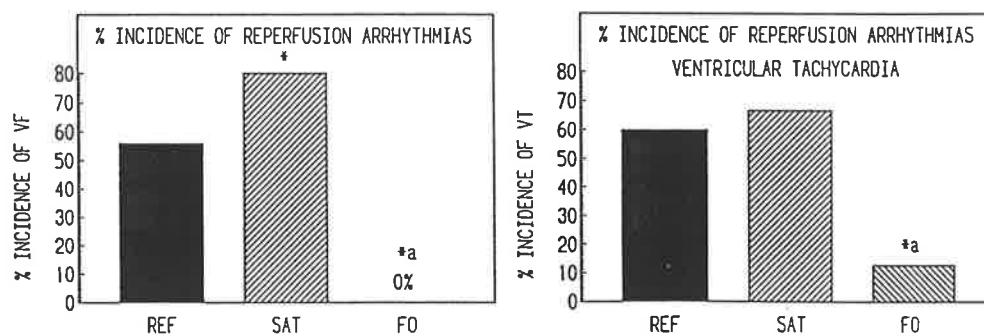 % INCIDENCE OF REPERFUSION ARRHYTHMIAS
*
% INCIDENCE OF VF
80
70
60
50
40
30
20
10
0
*a
0%
REF SAT FO
% INCIDENCE OF REPERFUSION ARRHYTHMIAS
VENTRICULAR TACHYCARDIA
% INCIDENCE OF VT
80
70
60
50
40
30
20
10
0
*a
REF SAT FO